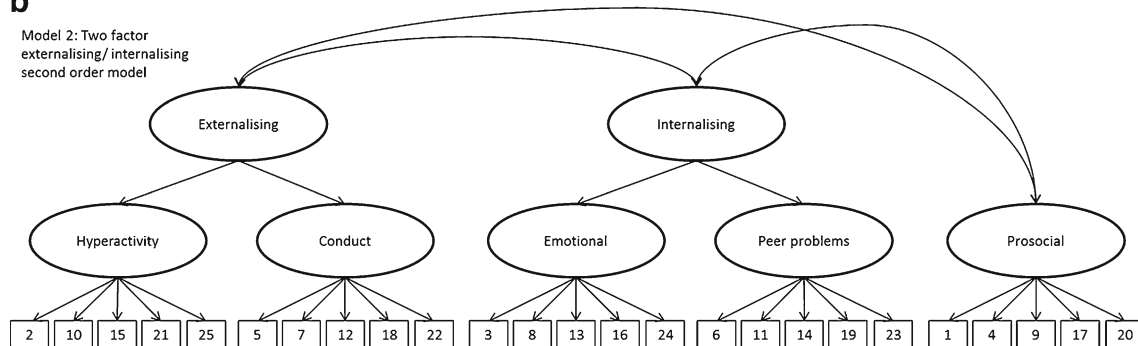 b
Model 2: Two factor
externalising/ internalising
second order model
Externalising
Internalising
Hyperactivity
Conduct
Emotional
Peer problems
Prosocial
2 10 15 21 25 5 7 12 18 22 3 8 13 16 24 6 11 14 19 23 1 4 9 17 20